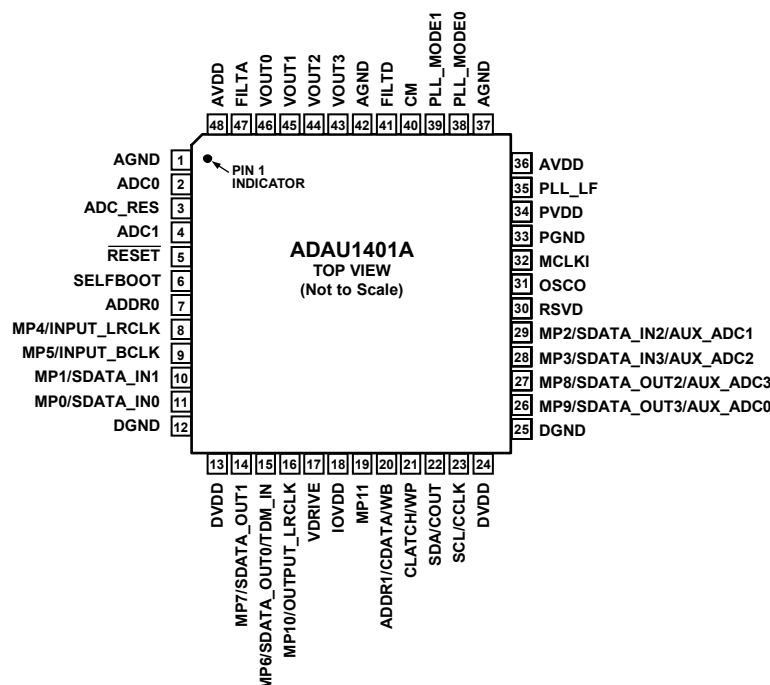 AVDD
FILTA
VOUT0
VOUT1
VOUT2
VOUT3
AGND
FILTD
CM
PLL_MODE1
PLL_MODE0
AGND
48
47
46
45
44
43
42
41
40
39
38
37
AGND 1
ADC0 2
ADC_RES 3
ADC1 4
RESET 5
SELFBOOT 6
ADDR0 7
MP4/INPUT_LRCLK 8
MP5/INPUT_BCLK 9
MP1/SDATA_IN1 10
MP0/SDATA_IN0 11
DGND 12
PIN 1
INDICATOR
ADAU1401A
TOP VIEW
(Not to Scale)
36 AVDD
35 PLL_LF
34 PVDD
33 PGND
32 MCLKI
31 OSCO
30 RSVD
29 MP2/SDATA_IN2/AUX_ADC1
28 MP3/SDATA_IN3/AUX_ADC2
27 MP8/SDATA_OUT2/AUX_ADC3
26 MP9/SDATA_OUT3/AUX_ADC0
25 DGND
13
14
15
16
17
18
19
20
21
22
23
24
DVDD
MP7/SDATA_OUT1
MP6/SDATA_OUT0/TDM_IN
MP10/OUTPUT_LRCLK
VDRIVE
IOVDD
MP11
ADDR1/CDATA/WB
CLATCH/WP
SDA/COUT
SCL/CCLK
DVDD